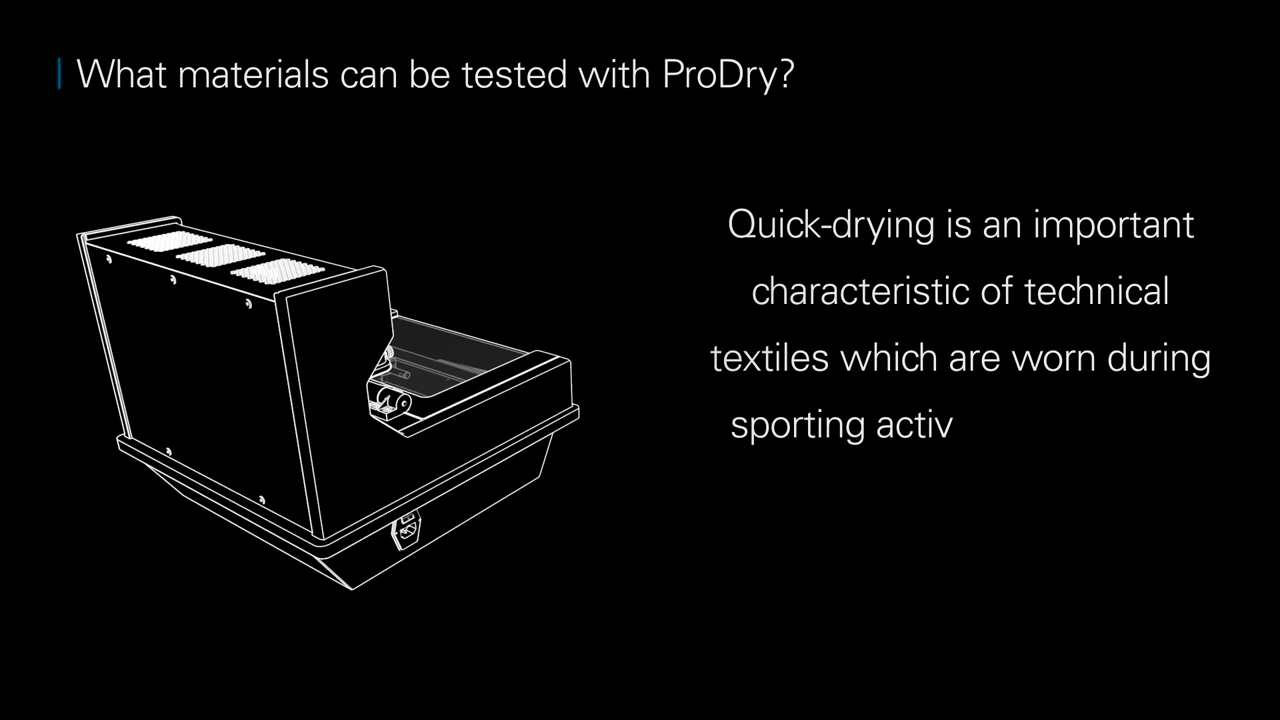 What materials can be tested with ProDry?
Quick-drying is an important
characteristic of technical
textiles which are worn during
sporting activ